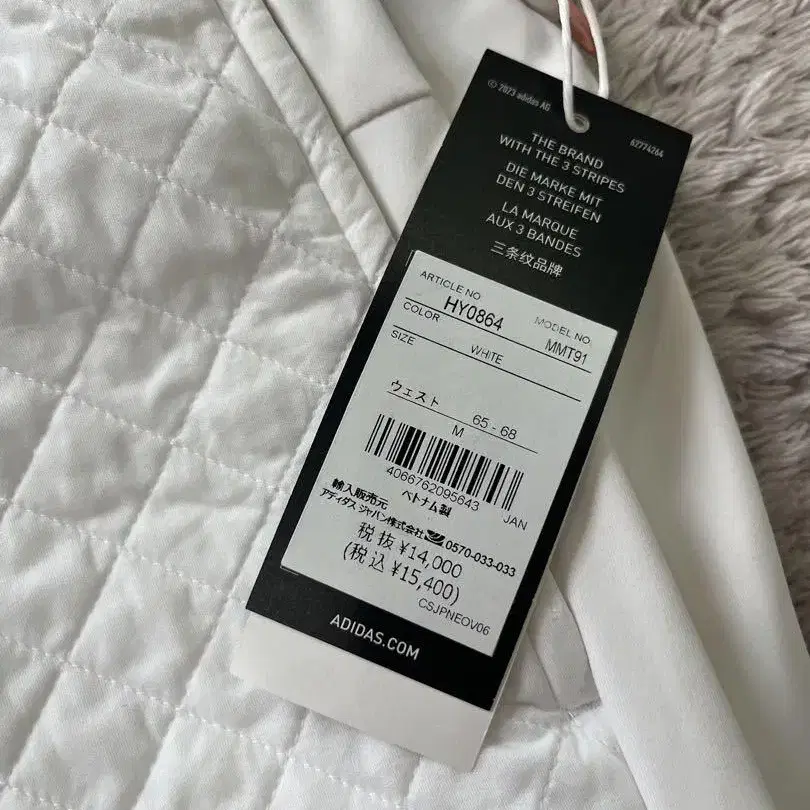 © 2023 adidas AG
62774264
THE BRAND
WITH THE 3 STRIPES
DIE MARKE MIT
DEN 3 STREIFEN
LA MARQUE
AUX 3 BANDES
三条纹品牌
ARTICLE NO
HY0864
MODEL NO
COLOR
MMT91
WHITE
SIZE
ウェスト 65 - 68
M
4066762095643
JAN
ベトナム製
輸入販売元
アディダス ジャパン株式会社 0570-033-033
税抜 ¥14,000
(税込 ¥15,400)
CSJPNEOV06
ADIDAS.COM